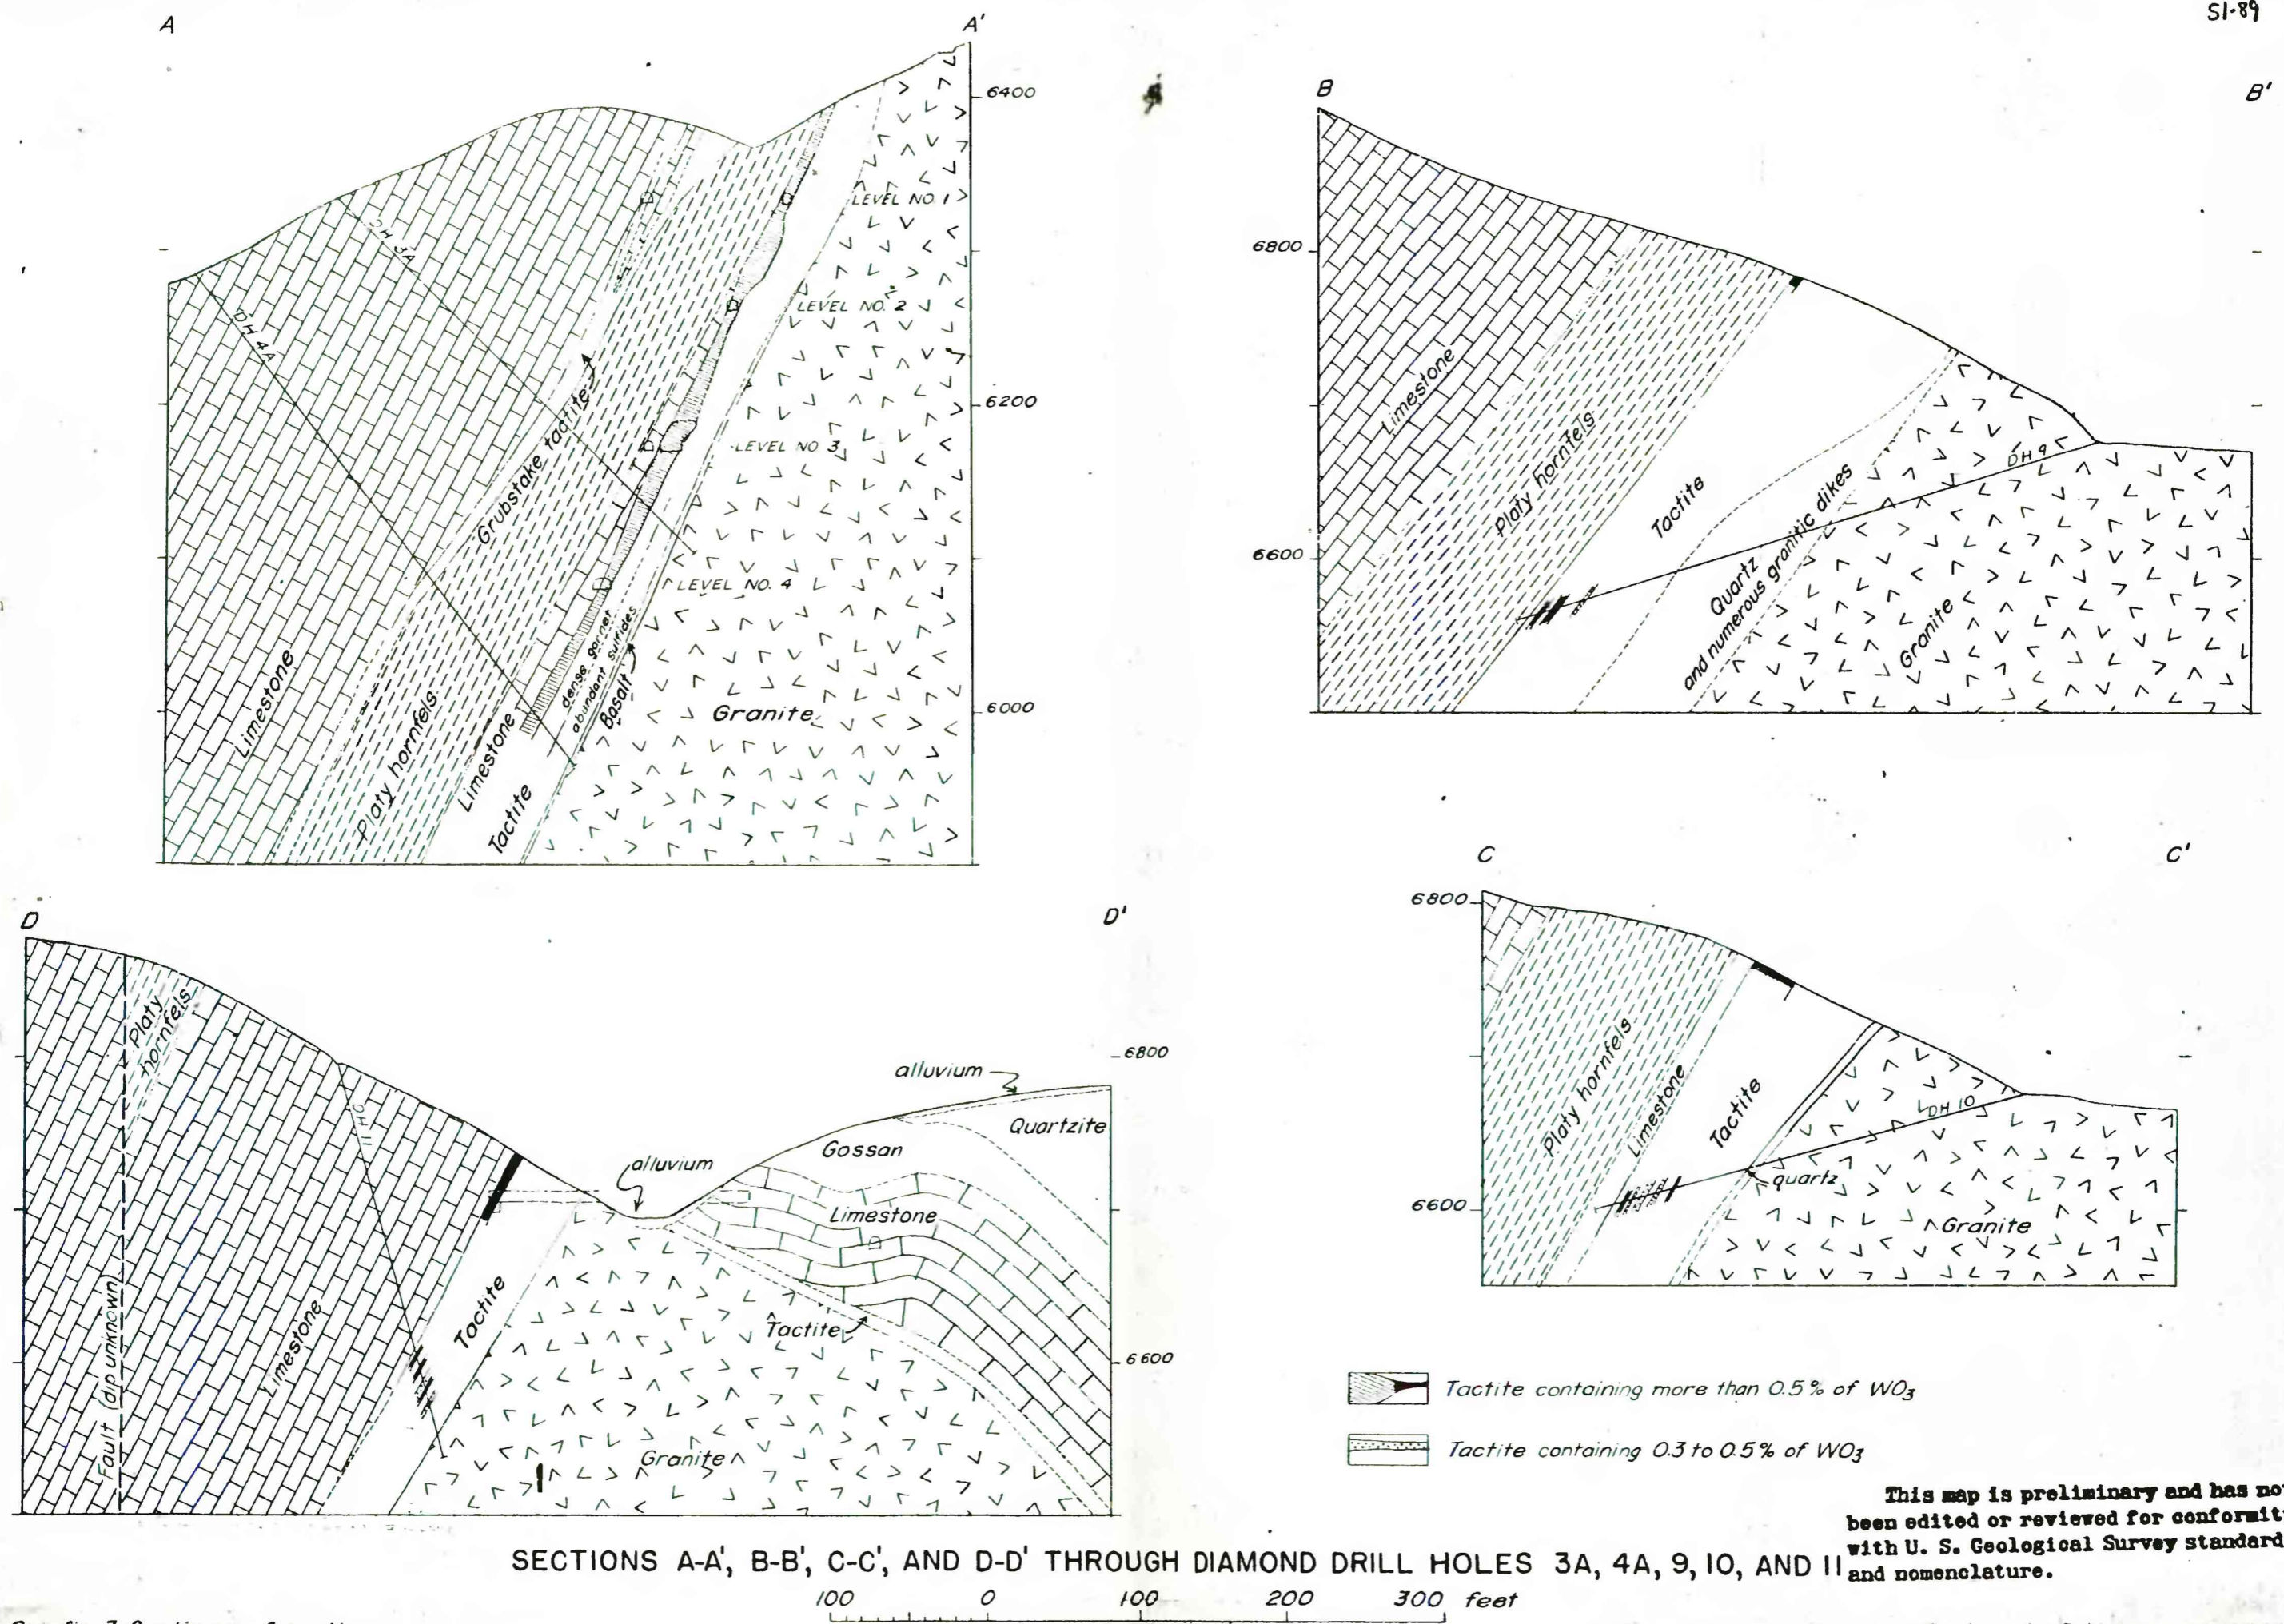 S1-89
A
A'
6400
6200
6000
DH 3A
DH 4A
LEVEL NO. 1
LEVEL NO. 2
LEVEL NO 3
LEVEL NO. 4
Grubstake tactite
Limestone
Platy hornfels
Limestone
Tactite
dense garnet
abundant sulfides
Basalt
Granite
B
B'
6800
6600
Limestone
Platy hornfels
Tactite
Quartz
and numerous granitic dikes
DH 9
Granite
C
C'
6800
6600
Platy hornfels
Limestone
Tactite
DH 10
quartz
Granite
D
D'
6800
6600
Platy
hornfels
Fault (dip unknown)
Limestone
DH 11
Tactite
alluvium
alluvium
Gossan
Quartzite
Limestone
Tactite
Granite
Tactite containing more than 0.5% of WO3
Tactite containing 0.3 to 0.5% of WO3
This map is preliminary and has not
been edited or reviewed for conformit
with U. S. Geological Survey standard
and nomenclature.
SECTIONS A-A', B-B', C-C', AND D-D' THROUGH DIAMOND DRILL HOLES 3A, 4A, 9, 10, AND 11
100 0 100 200 300 feet